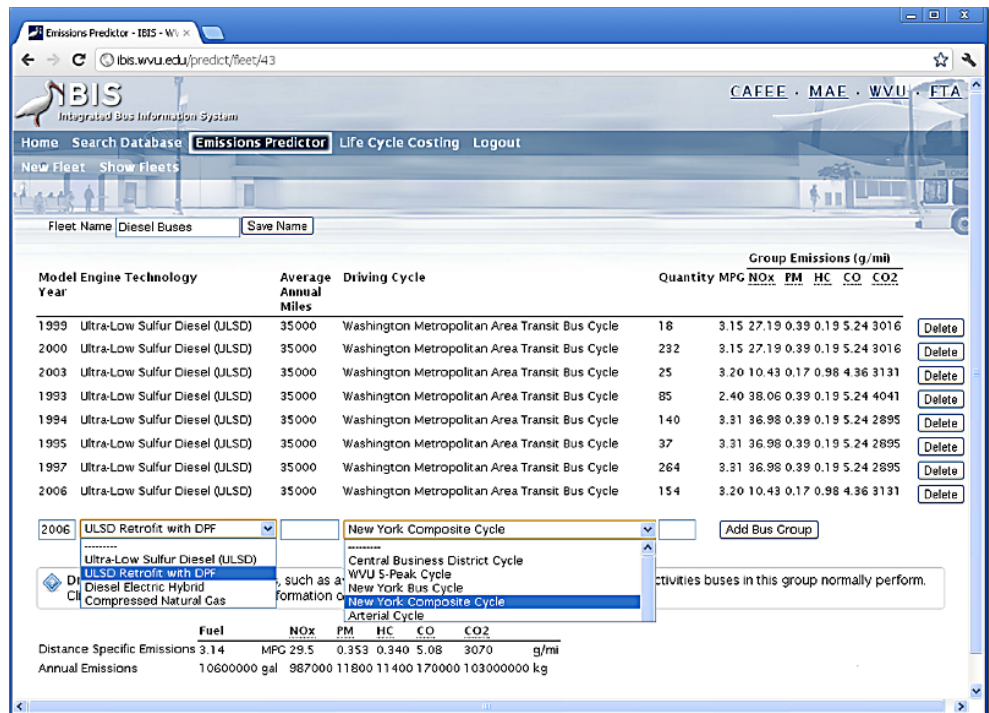 Emissions Predictor - IBIS - WV
ibis.wvu.edu/predict/fleet/43
IBIS
Integrated Bus Information System
CAFEE · MAE · WVU · FTA
Home Search Database Emissions Predictor Life Cycle Costing Logout
New Fleet Show Fleets
Fleet Name Diesel Buses Save Name
Group Emissions (g/mi)
Model Engine Technology Average Driving Cycle Quantity MPG NOx PM HC CO CO2
Year Annual
Miles
1999 Ultra-Low Sulfur Diesel (ULSD) 35000 Washington Metropolitan Area Transit Bus Cycle 18 3.15 27.19 0.39 0.19 5.24 3016 Delete
2000 Ultra-Low Sulfur Diesel (ULSD) 35000 Washington Metropolitan Area Transit Bus Cycle 232 3.15 27.19 0.39 0.19 5.24 3016 Delete
2003 Ultra-Low Sulfur Diesel (ULSD) 35000 Washington Metropolitan Area Transit Bus Cycle 25 3.20 10.43 0.17 0.98 4.36 3131 Delete
1993 Ultra-Low Sulfur Diesel (ULSD) 35000 Washington Metropolitan Area Transit Bus Cycle 85 2.40 38.06 0.39 0.19 5.24 4041 Delete
1994 Ultra-Low Sulfur Diesel (ULSD) 35000 Washington Metropolitan Area Transit Bus Cycle 140 3.31 36.98 0.39 0.19 5.24 2895 Delete
1995 Ultra-Low Sulfur Diesel (ULSD) 35000 Washington Metropolitan Area Transit Bus Cycle 37 3.31 36.98 0.39 0.19 5.24 2895 Delete
1997 Ultra-Low Sulfur Diesel (ULSD) 35000 Washington Metropolitan Area Transit Bus Cycle 264 3.31 36.98 0.39 0.19 5.24 2895 Delete
2006 Ultra-Low Sulfur Diesel (ULSD) 35000 Washington Metropolitan Area Transit Bus Cycle 154 3.20 10.43 0.17 0.98 4.36 3131 Delete
2006 ULSD Retrofit with DPF New York Composite Cycle Add Bus Group
---------
Ultra-Low Sulfur Diesel (ULSD)
ULSD Retrofit with DPF
Diesel Electric Hybrid
Compressed Natural Gas
---------
Central Business District Cycle
WVU 5-Peak Cycle
New York Bus Cycle
New York Composite Cycle
Arterial Cycle
, such as a ctivities buses in this group normally perform.
formation o
Fuel NOx PM HC CO CO2
Distance Specific Emissions 3.14 MPG 29.5 0.353 0.340 5.08 3070 g/mi
Annual Emissions 10600000 gal 987000 11800 11400 170000 103000000 kg